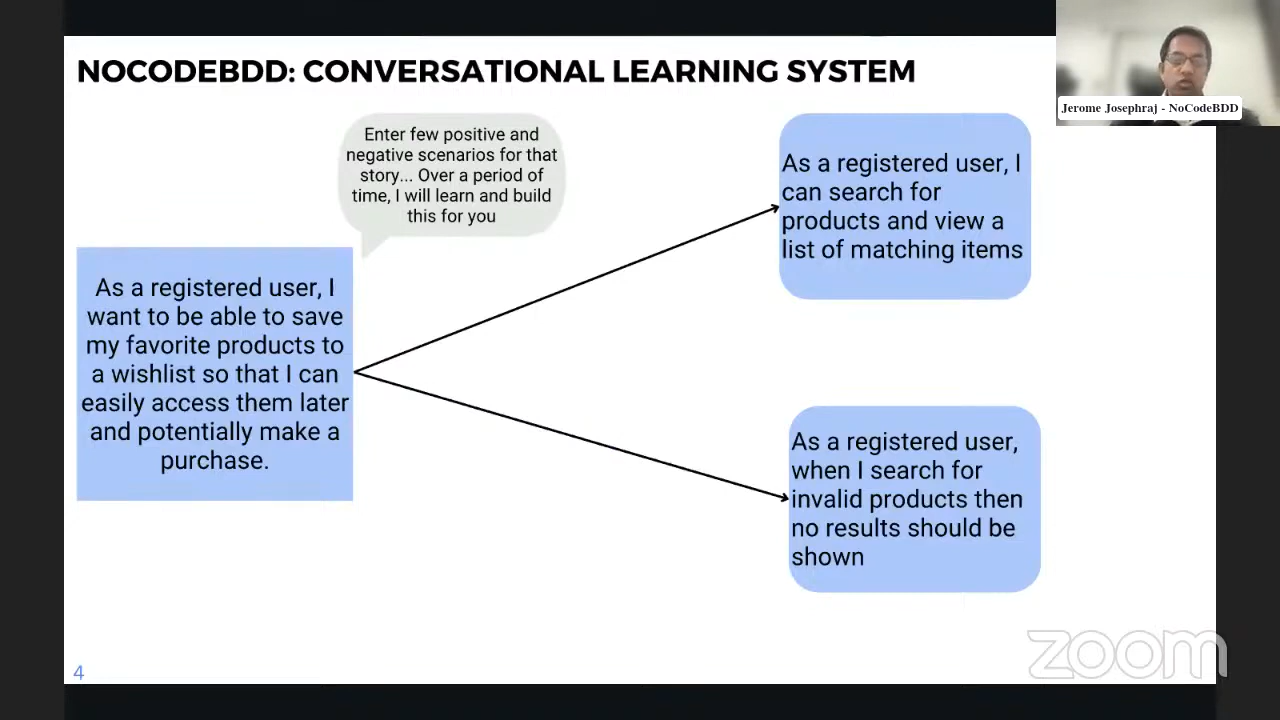 NOCODEBDD: CONVERSATIONAL LEARNING SYSTEM
Jerome Josephraj - NoCodeBDD
Enter few positive and
negative scenarios for that
story... Over a period of
time, I will learn and build
this for you
As a registered user, I
want to be able to save
my favorite products to
a wishlist so that I can
easily access them later
and potentially make a
purchase.
As a registered user, I
can search for
products and view a
list of matching items
As a registered user,
when I search for
invalid products then
no results should be
shown
4
zoom